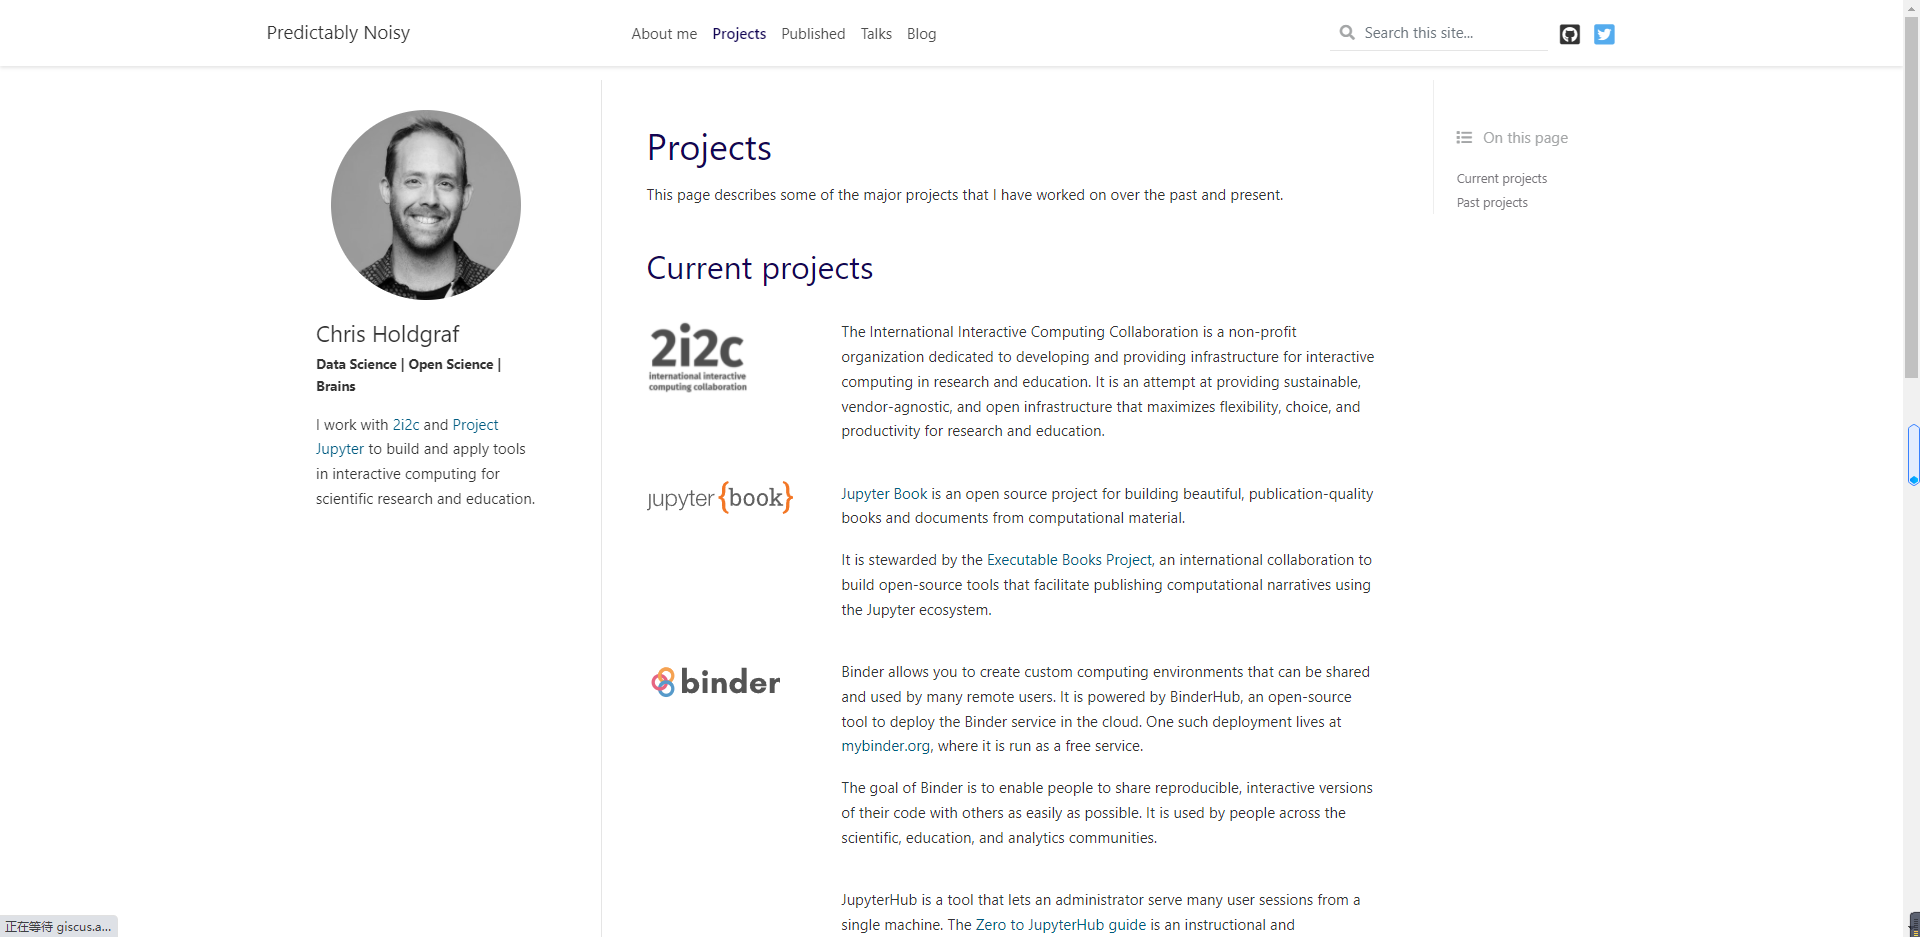 Predictably Noisy
About me Projects Published Talks Blog
Search this site...
Chris Holdgraf
Data Science | Open Science |
Brains
I work with 2i2c and Project
Jupyter to build and apply tools
in interactive computing for
scientific research and education.
Projects
This page describes some of the major projects that I have worked on over the past and present.
Current projects
2i2c
international interactive
computing collaboration
The International Interactive Computing Collaboration is a non-profit
organization dedicated to developing and providing infrastructure for interactive
computing in research and education. It is an attempt at providing sustainable,
vendor-agnostic, and open infrastructure that maximizes flexibility, choice, and
productivity for research and education.
jupyter {book}
Jupyter Book is an open source project for building beautiful, publication-quality
books and documents from computational material.
It is stewarded by the Executable Books Project, an international collaboration to
build open-source tools that facilitate publishing computational narratives using
the Jupyter ecosystem.
binder
Binder allows you to create custom computing environments that can be shared
and used by many remote users. It is powered by BinderHub, an open-source
tool to deploy the Binder service in the cloud. One such deployment lives at
mybinder.org, where it is run as a free service.
The goal of Binder is to enable people to share reproducible, interactive versions
of their code with others as easily as possible. It is used by people across the
scientific, education, and analytics communities.
JupyterHub is a tool that lets an administrator serve many user sessions from a
single machine. The Zero to JupyterHub guide is an instructional and
On this page
Current projects
Past projects
正在等待 giscus.a...